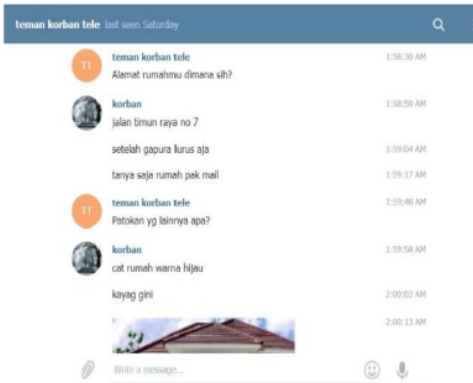 teman korban tele last seen Saturday
teman korban tele 1:58:30 AM
TT
Alamat rumahmu dimana sih?
korban 1:58:50 AM
jalan timun raya no 7
setelah gapura lurus aja 1:59:04 AM
tanya saja rumah pak mail 1:59:17 AM
teman korban tele 1:59:48 AM
TT
Patokan yg lainnya apa?
korban 1:59:58 AM
cat rumah warna hijau
kayag gini 2:00:02 AM
2:00:13 AM
Write a message...